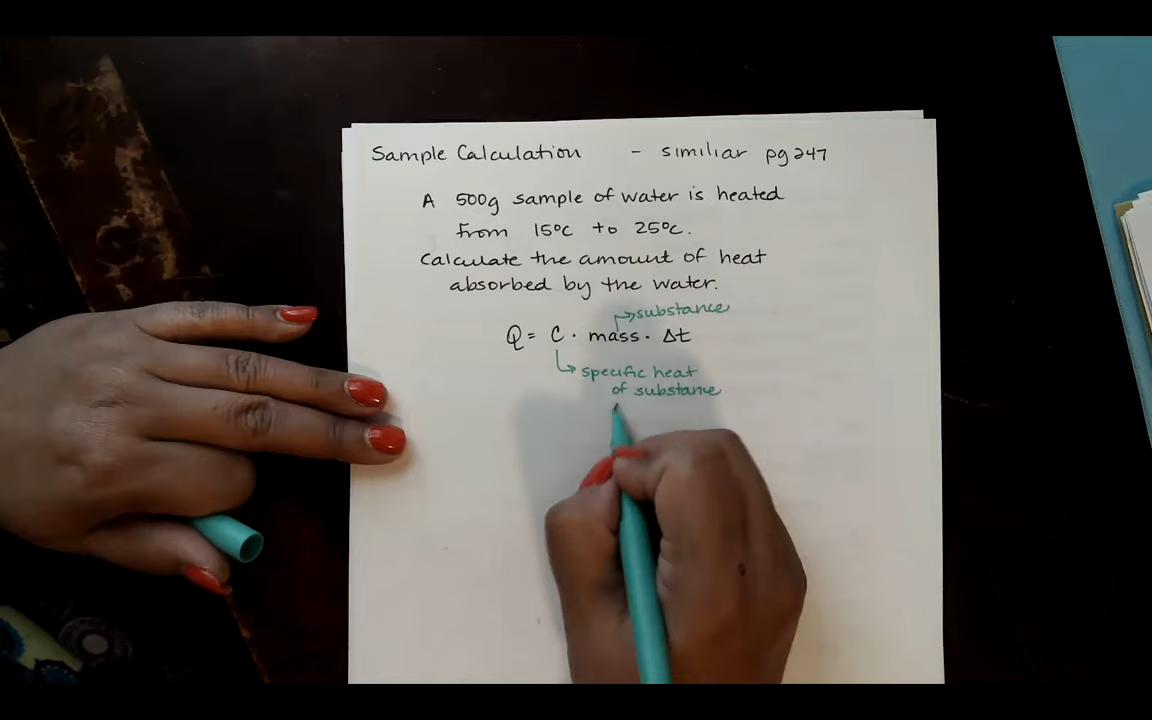 Sample Calculation - similiar pg 247
A 500g sample of water is heated
from 15°C to 25°C.
Calculate the amount of heat
absorbed by the water.
→substance
Q = C · mass · Δt
→ specific heat
of substance